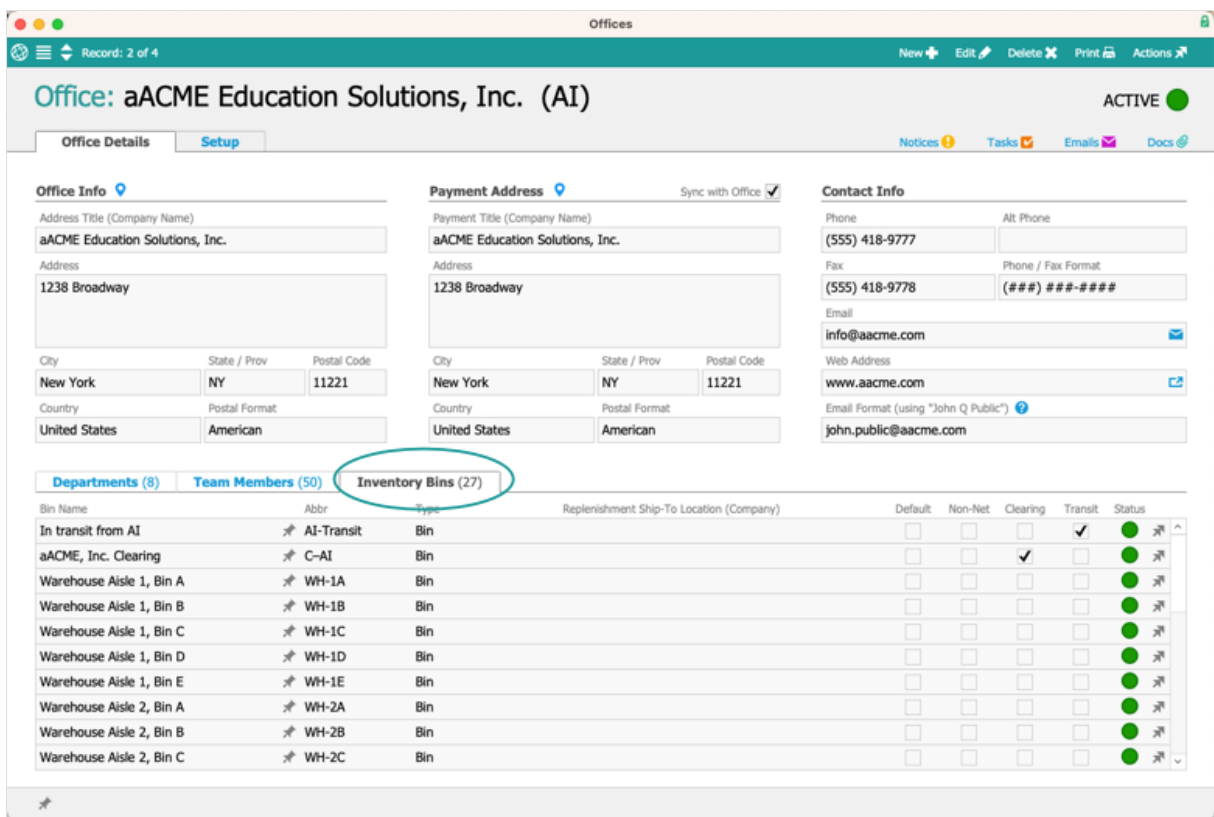 Offices
Record: 2 of 4 New Edit Delete Print Actions
Office: aACME Education Solutions, Inc. (AI) ACTIVE
Office Details Setup Notices Tasks Emails Docs
Office Info Payment Address Sync with Office Contact Info
Address Title (Company Name) Payment Title (Company Name) Phone Alt Phone
aACME Education Solutions, Inc. aACME Education Solutions, Inc. (555) 418-9777
Address Address Fax Phone / Fax Format
1238 Broadway 1238 Broadway (555) 418-9778 (###) ###-####
Email
info@aacme.com
City State / Prov Postal Code City State / Prov Postal Code Web Address
New York NY 11221 New York NY 11221 www.aacme.com
Country Postal Format Country Postal Format Email Format (using "John Q Public")
United States American United States American john.public@aacme.com
Departments (8) Team Members (50) Inventory Bins (27)
Bin Name Abbr Type Replenishment Ship-To Location (Company) Default Non-Net Clearing Transit Status
In transit from AI AI-Transit Bin
aACME, Inc. Clearing C–AI Bin
Warehouse Aisle 1, Bin A WH-1A Bin
Warehouse Aisle 1, Bin B WH-1B Bin
Warehouse Aisle 1, Bin C WH-1C Bin
Warehouse Aisle 1, Bin D WH-1D Bin
Warehouse Aisle 1, Bin E WH-1E Bin
Warehouse Aisle 2, Bin A WH-2A Bin
Warehouse Aisle 2, Bin B WH-2B Bin
Warehouse Aisle 2, Bin C WH-2C Bin